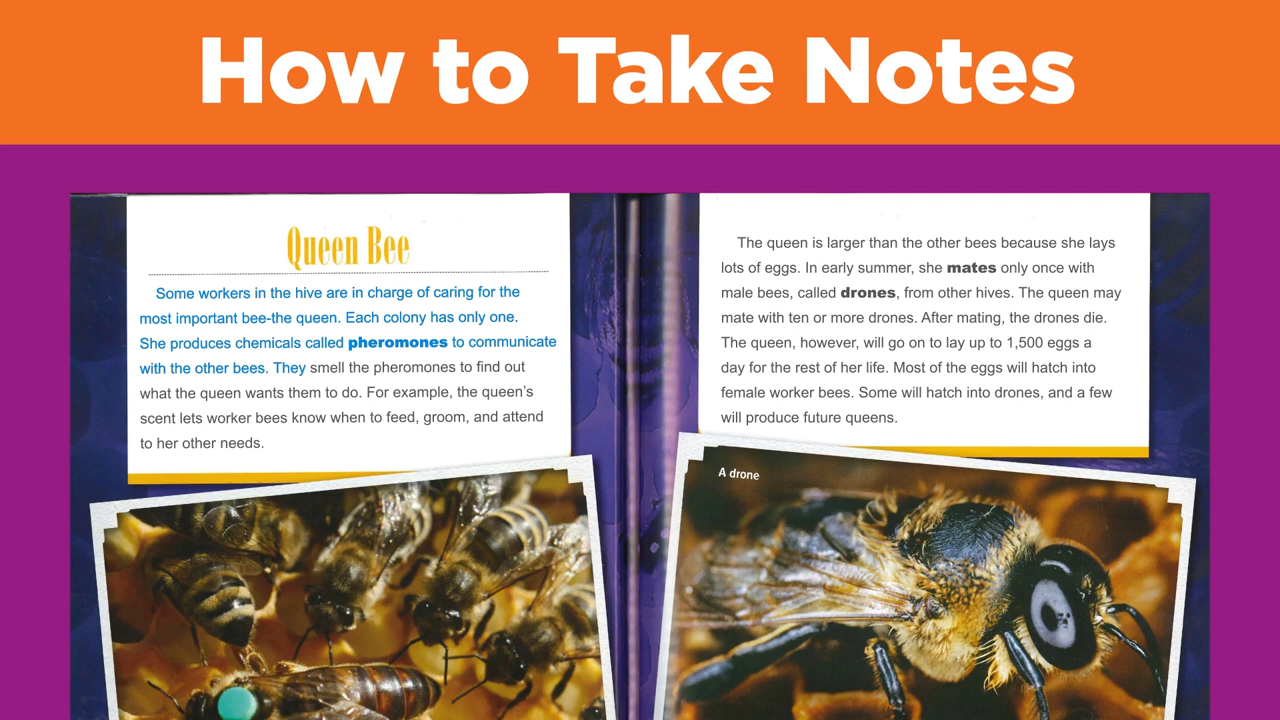 How to Take Notes
Queen Bee
Some workers in the hive are in charge of caring for the
most important bee-the queen. Each colony has only one.
She produces chemicals called pheromones to communicate
with the other bees. They smell the pheromones to find out
what the queen wants them to do. For example, the queen's
scent lets worker bees know when to feed, groom, and attend
to her other needs.
The queen is larger than the other bees because she lays
lots of eggs. In early summer, she mates only once with
male bees, called drones, from other hives. The queen may
mate with ten or more drones. After mating, the drones die.
The queen, however, will go on to lay up to 1,500 eggs a
day for the rest of her life. Most of the eggs will hatch into
female worker bees. Some will hatch into drones, and a few
will produce future queens.
A drone